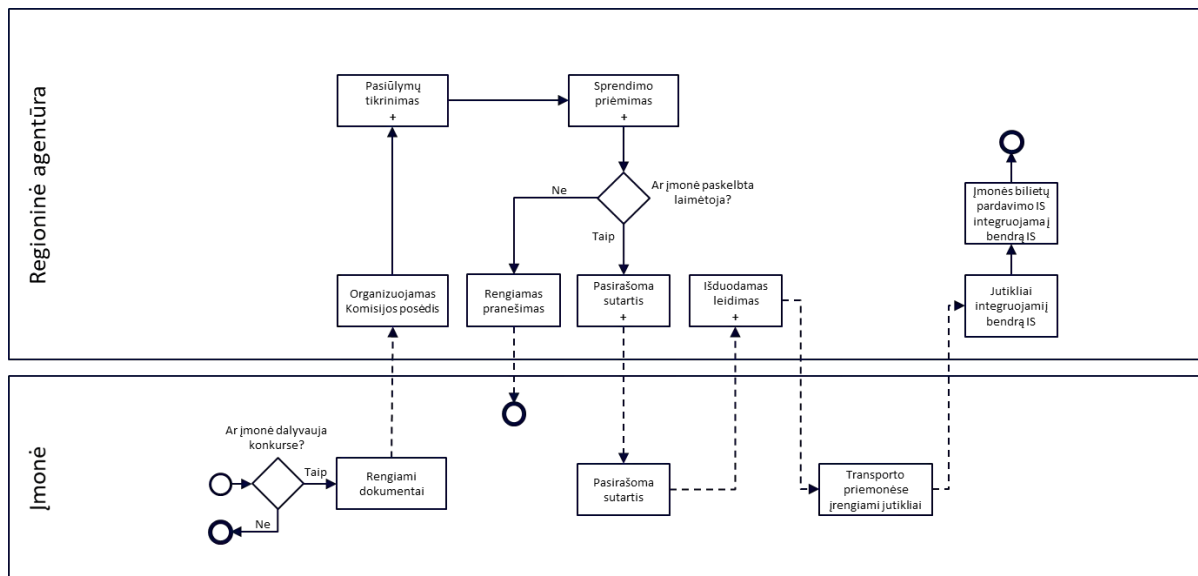 Regioninė agentūra
Pasiūlymų
tikrinimas
+
Sprendimo
priėmimas
+
Ar įmonė paskelbta
laimėtoja?
Ne
Taip
Organizuojamas
Komisijos posėdis
Rengiamas
pranešimas
Pasirašoma
sutartis
+
Išduodamas
leidimas
+
Įmonės bilietų
pardavimo IS
integruojama į
bendrą IS
Jutikliai
integruojami į
bendrą IS
Įmonė
Ar įmonė dalyvauja
konkurse?
Taip
Ne
Rengiami
dokumentai
Pasirašoma
sutartis
Transporto
priemonėse
įrengiami jutikliai